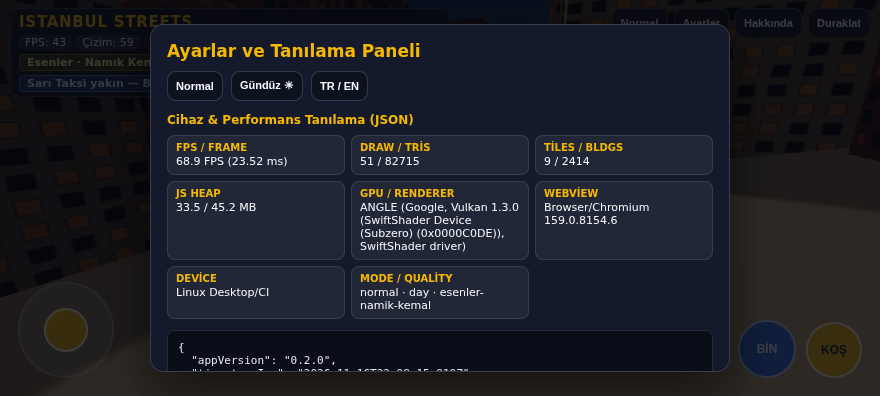 ISTANBUL STREETS
Normal Ayarlar Hakkında Duraklat
FPS: 43 Çizim: 59
Esenler · Namık Kem
Sarı Taksi yakın — B
Ayarlar ve Tanılama Paneli
Normal
Gündüz ☀
TR / EN
Cihaz & Performans Tanılama (JSON)
FPS / FRAME
68.9 FPS (23.52 ms)
DRAW / TRİS
51 / 82715
TİLES / BLDGS
9 / 2414
JS HEAP
33.5 / 45.2 MB
GPU / RENDERER
ANGLE (Google, Vulkan 1.3.0
(SwiftShader Device
(Subzero) (0x0000C0DE)),
SwiftShader driver)
WEBVİEW
Browser/Chromium
159.0.8154.6
DEVİCE
Linux Desktop/CI
MODE / QUALİTY
normal · day · esenler-
namik-kemal
{
"appVersion": "0.2.0",
BİN
KOŞ